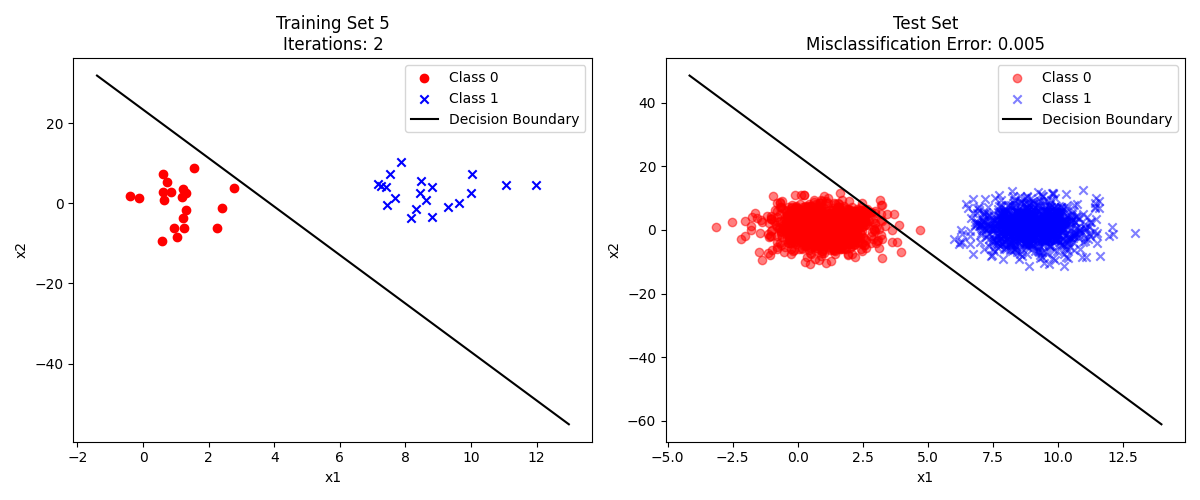 Training Set 5
Iterations: 2
Class 0
Class 1
Decision Boundary
20
0
−20
−40
x2
−2
0
2
4
6
8
10
12
x1
Test Set
Misclassification Error: 0.005
Class 0
Class 1
Decision Boundary
40
20
0
−20
−40
−60
x2
−5.0
−2.5
0.0
2.5
5.0
7.5
10.0
12.5
x1